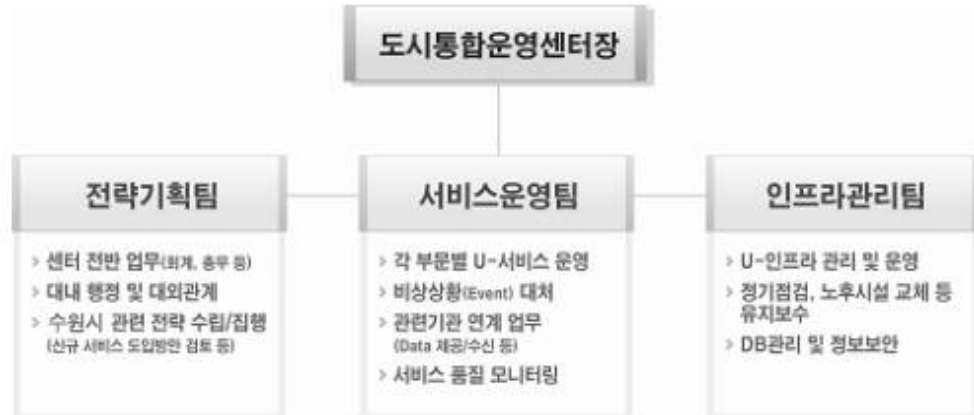 도시통합운영센터장
전략기획팀
> 센터 전반 업무(회계, 총무 등)
> 대내 행정 및 대외관계
> 수원시 관련 전략 수립/집행
(신규 서비스 도입방안 검토 등)
서비스운영팀
> 각 부문별 U-서비스 운영
> 비상상황(Event) 대처
> 관련기관 연계 업무
(Data 제공/수신 등)
> 서비스 품질 모니터링
인프라관리팀
> U-인프라 관리 및 운영
> 정기점검, 노후시설 교체 등
유지보수
> DB관리 및 정보보안